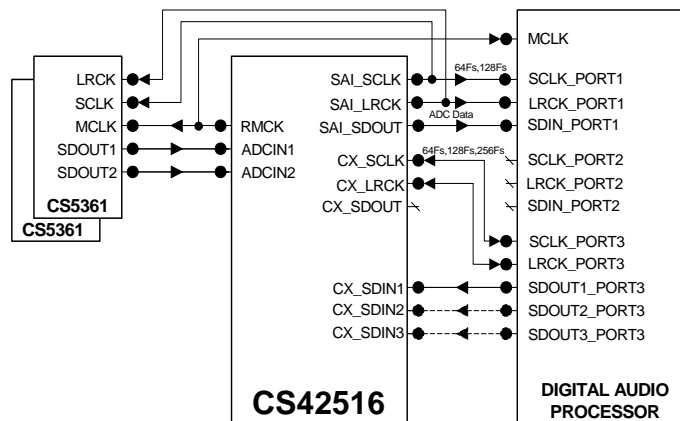 LRCK
SCLK
MCLK
SDOUT1
SDOUT2
CS5361
CS5361
RMCK
ADCIN1
ADCIN2
SAI_SCLK
SAI_LRCK
SAI_SDOUT
CX_SCLK
CX_LRCK
CX_SDOUT
CX_SDIN1
CX_SDIN2
CX_SDIN3
CS42516
64Fs,128Fs
ADC Data
64Fs,128Fs,256Fs
MCLK
SCLK_PORT1
LRCK_PORT1
SDIN_PORT1
SCLK_PORT2
LRCK_PORT2
SDIN_PORT2
SCLK_PORT3
LRCK_PORT3
SDOUT1_PORT3
SDOUT2_PORT3
SDOUT3_PORT3
DIGITAL AUDIO
PROCESSOR